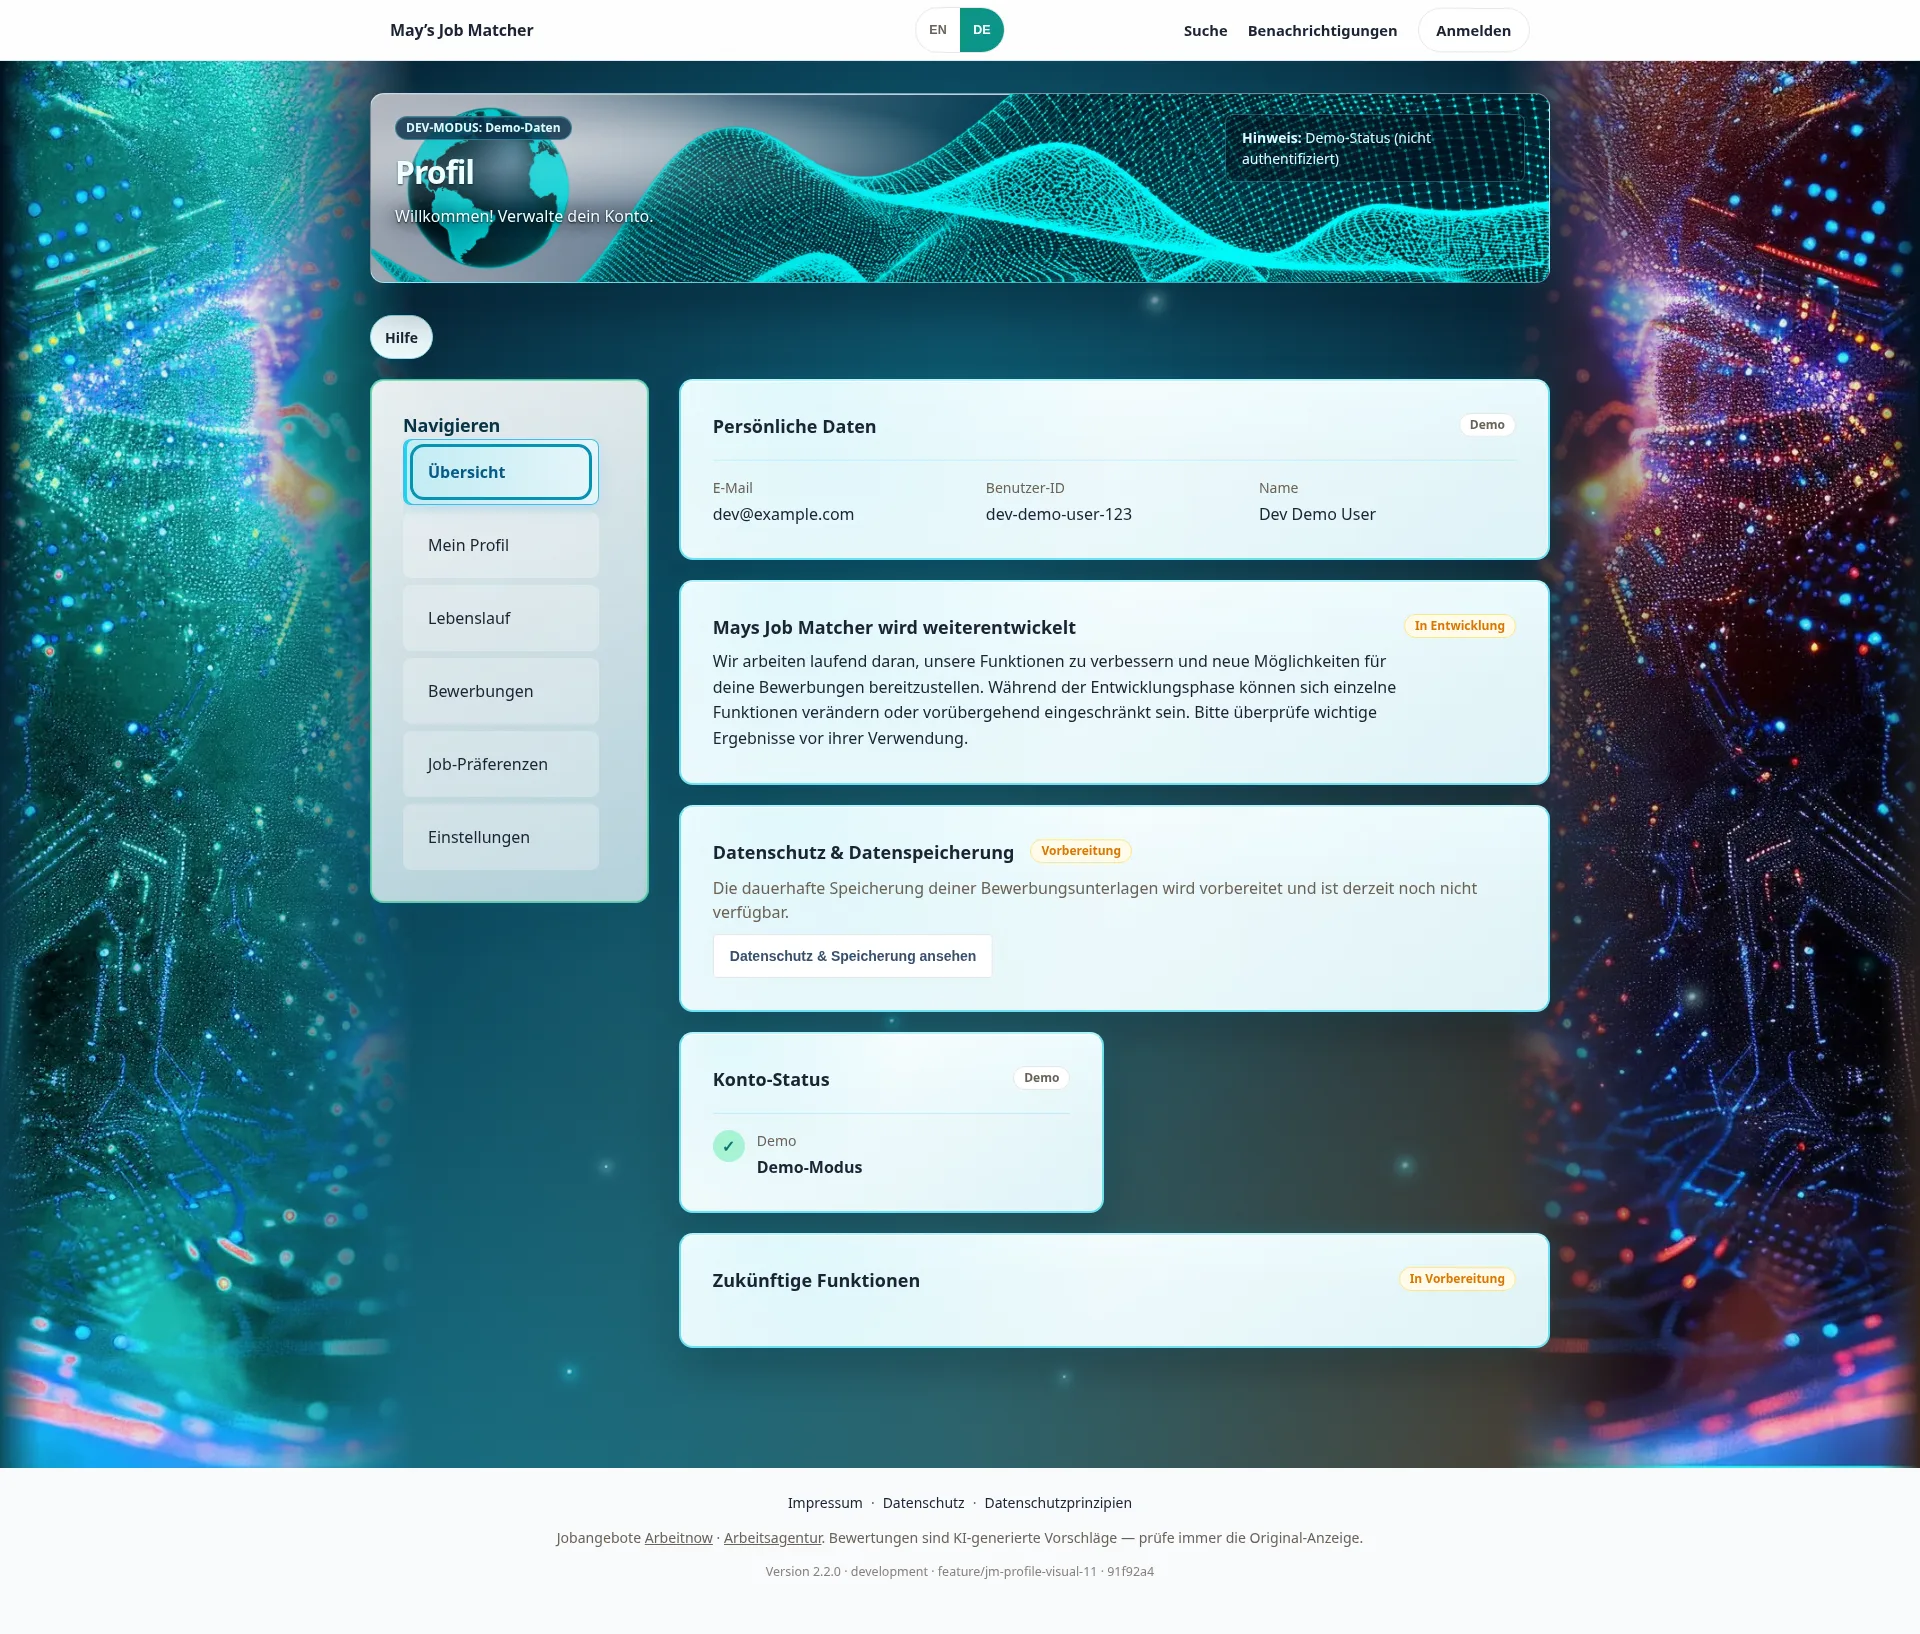 May’s Job Matcher
EN DE
Suche Benachrichtigungen Anmelden
DEV-MODUS: Demo-Daten
Profil
Willkommen! Verwalte dein Konto.
Hinweis: Demo-Status (nicht
authentifiziert)
Hilfe
Navigieren
Übersicht
Mein Profil
Lebenslauf
Bewerbungen
Job-Präferenzen
Einstellungen
Persönliche Daten
Demo
E-Mail Benutzer-ID Name
dev@example.com dev-demo-user-123 Dev Demo User
Mays Job Matcher wird weiterentwickelt
In Entwicklung
Wir arbeiten laufend daran, unsere Funktionen zu verbessern und neue Möglichkeiten für
deine Bewerbungen bereitzustellen. Während der Entwicklungsphase können sich einzelne
Funktionen verändern oder vorübergehend eingeschränkt sein. Bitte überprüfe wichtige
Ergebnisse vor ihrer Verwendung.
Datenschutz & Datenspeicherung Vorbereitung
Die dauerhafte Speicherung deiner Bewerbungsunterlagen wird vorbereitet und ist derzeit noch nicht
verfügbar.
Datenschutz & Speicherung ansehen
Konto-Status Demo
✓ Demo
Demo-Modus
Zukünftige Funktionen In Vorbereitung
Impressum · Datenschutz · Datenschutzprinzipien
Jobangebote Arbeitnow · Arbeitsagentur. Bewertungen sind KI-generierte Vorschläge — prüfe immer die Original-Anzeige.
Version 2.2.0 · development · feature/jm-profile-visual-11 · 91f92a4